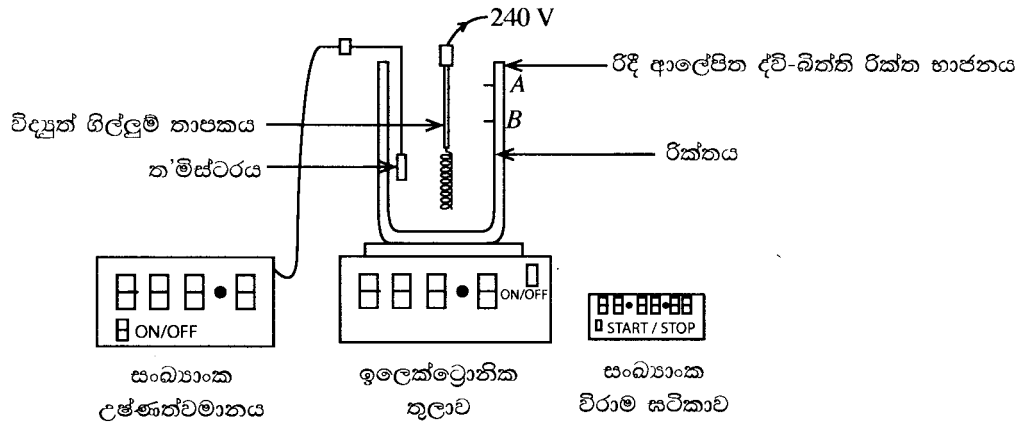 240 V
රිදී ආලේපිත ද්වි-බිත්ති රික්ත භාජනය
A
විද්‍යුත් ගිල්ලුම් තාපකය
B
රික්තය
ත'මිස්ටරය
ON/OFF
ON/OFF
START / STOP
සංඛ්‍යාංක
උෂ්ණත්වමානය
ඉලෙක්ට්‍රොනික
තුලාව
සංඛ්‍යාංක
විරාම ඝටිකාව